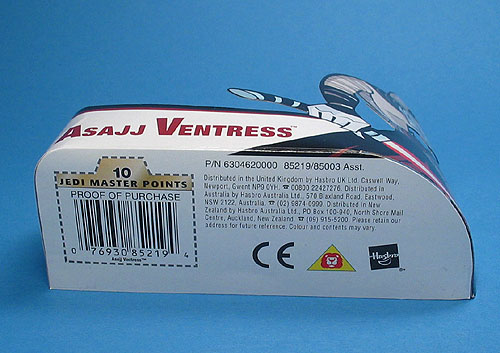 ASAJJ VENTRESS™
P/N 6304620000 85219/85003 Asst.
10
JEDI MASTER POINTS
PROOF OF PURCHASE
0 76930 85219 4
Asajj Ventress™
Distributed in the United Kingdom by Hasbro UK Ltd. Caswell Way,
Newport, Gwent NP9 0YH. ☎ 00800 22427276. Distributed in
Australia by Hasbro Australia Ltd., 570 Blaxland Road, Eastwood,
NSW 2122, Australia. ☎ (02) 9874 0999. Distributed in New
Zealand by Hasbro Australia Ltd., PO Box 100-940, North Shore Mail
Centre, Auckland, New Zealand. ☎ (09) 915-5200. Please retain our
address for future reference. Colour and contents may vary.
CE
Hasbro